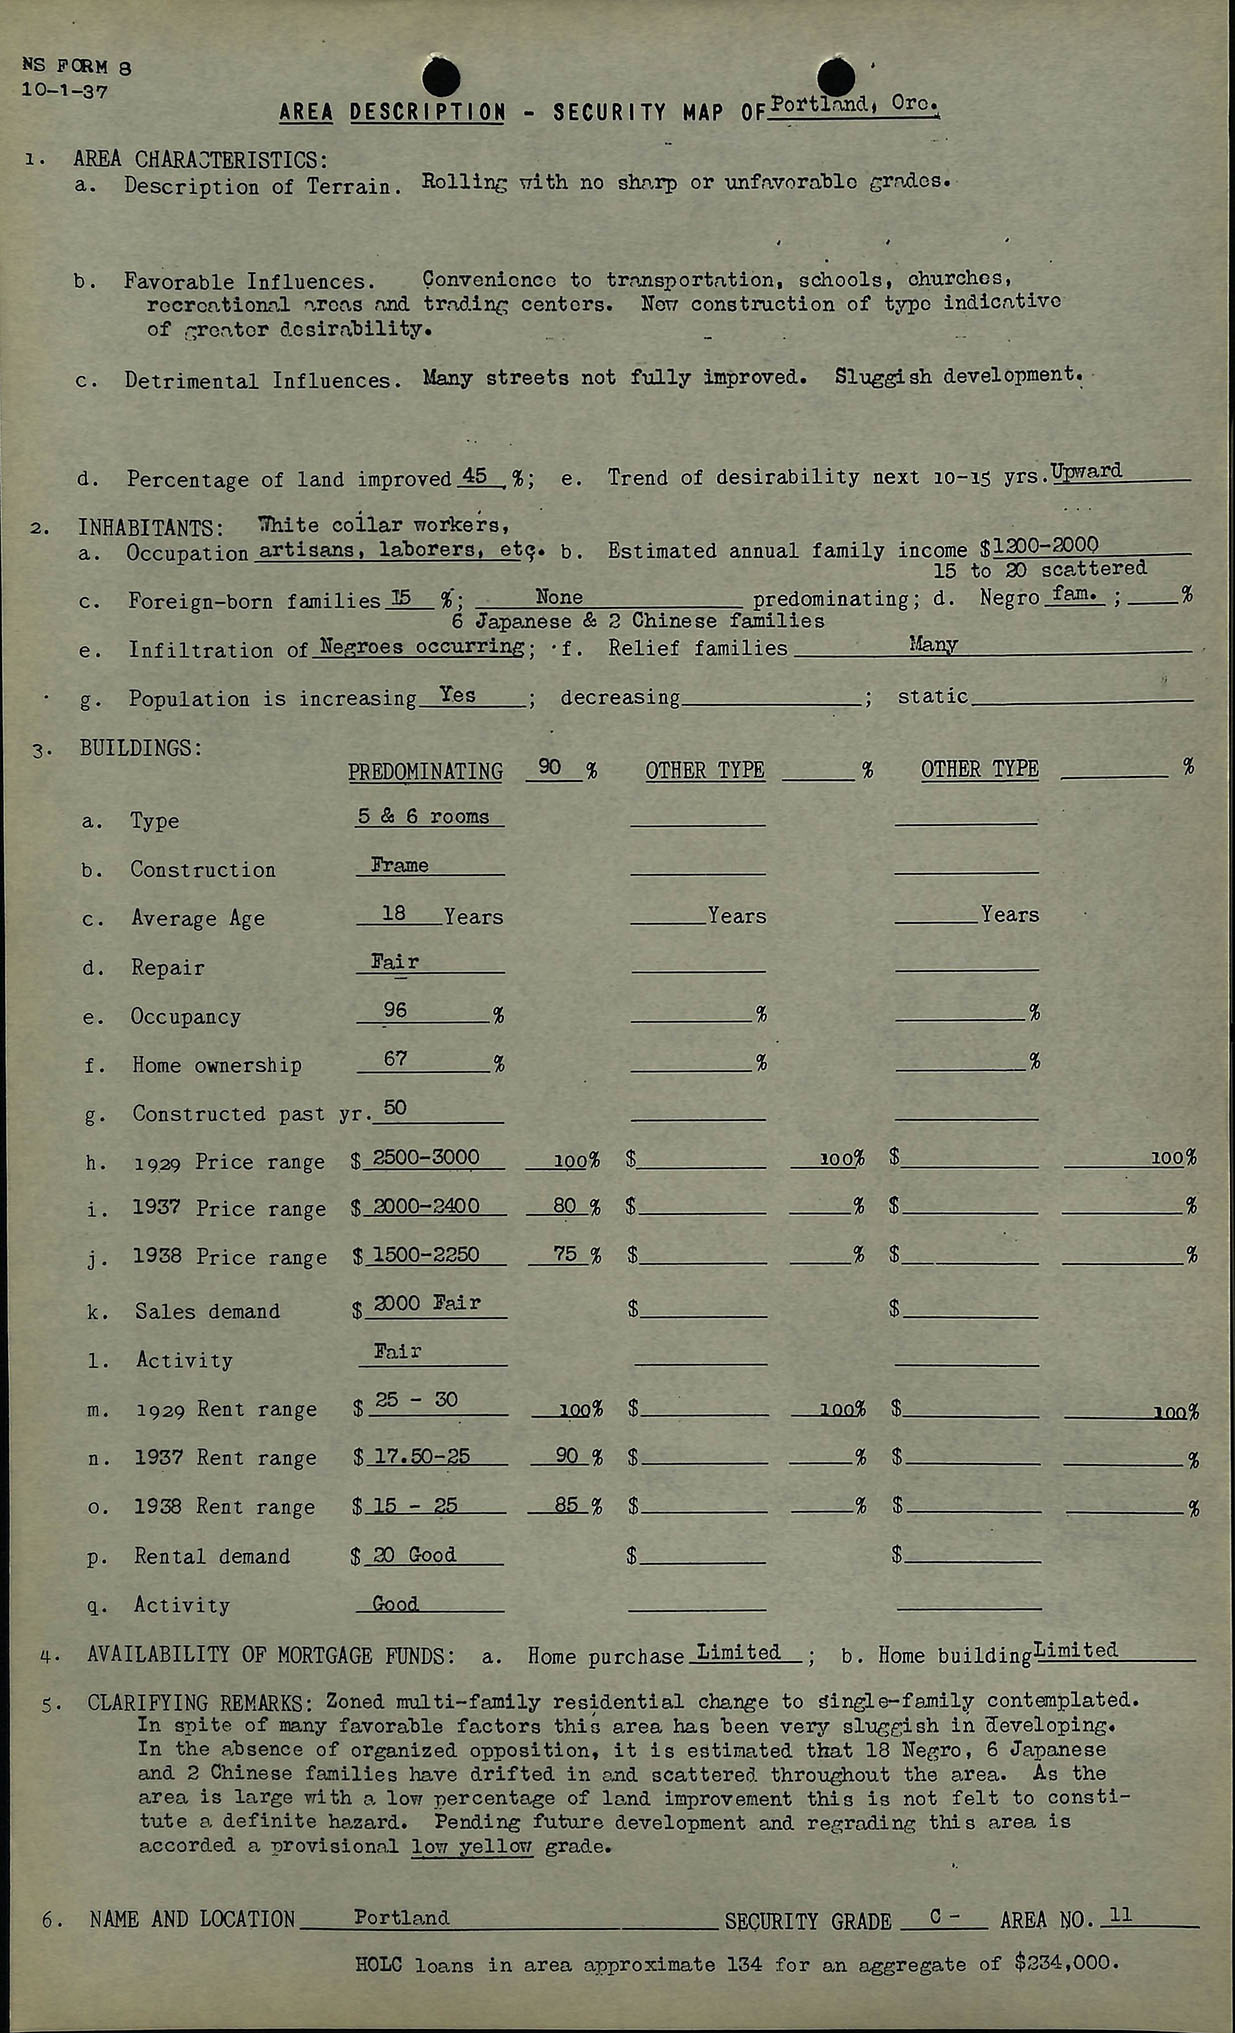 NS FORM 8
10-1-37
AREA DESCRIPTION - SECURITY MAP OF Portland, Ore.
1. AREA CHARACTERISTICS:
a. Description of Terrain. Rolling with no sharp or unfavorable grades.
b. Favorable Influences. Convenience to transportation, schools, churches,
recreational areas and trading centers. New construction of type indicative
of greater desirability.
c. Detrimental Influences. Many streets not fully improved. Sluggish development.
d. Percentage of land improved 45 %; e. Trend of desirability next 10-15 yrs. Upward
2. INHABITANTS: White collar workers,
a. Occupation artisans, laborers, etc. b. Estimated annual family income $1200-2000
15 to 20 scattered
c. Foreign-born families 15 %; None predominating; d. Negro fam. ; %
6 Japanese & 2 Chinese families
e. Infiltration of Negroes occurring; f. Relief families Many
g. Population is increasing Yes ; decreasing ; static
3. BUILDINGS:
PREDOMINATING 90 % OTHER TYPE % OTHER TYPE %
a. Type 5 & 6 rooms
b. Construction Frame
c. Average Age 18 Years Years Years
d. Repair Fair
e. Occupancy 96 % % %
f. Home ownership 67 % % %
g. Constructed past yr. 50
h. 1929 Price range $ 2500-3000 100% $ 100% $ 100%
i. 1937 Price range $ 2000-2400 80 % $ % $ %
j. 1938 Price range $ 1500-2250 75 % $ % $ %
k. Sales demand $ 2000 Fair $ $
l. Activity Fair
m. 1929 Rent range $ 25 - 30 100% $ 100% $ 100%
n. 1937 Rent range $ 17.50-25 90 % $ % $ %
o. 1938 Rent range $ 15 - 25 85 % $ % $ %
p. Rental demand $ 20 Good $ $
q. Activity Good
4. AVAILABILITY OF MORTGAGE FUNDS: a. Home purchase Limited ; b. Home building Limited
5. CLARIFYING REMARKS: Zoned multi-family residential change to single-family contemplated.
In spite of many favorable factors this area has been very sluggish in developing.
In the absence of organized opposition, it is estimated that 18 Negro, 6 Japanese
and 2 Chinese families have drifted in and scattered throughout the area. As the
area is large with a low percentage of land improvement this is not felt to consti-
tute a definite hazard. Pending future development and regrading this area is
accorded a provisional low yellow grade.
6. NAME AND LOCATION Portland SECURITY GRADE C - AREA NO. 11
HOLC loans in area approximate 134 for an aggregate of $234,000.